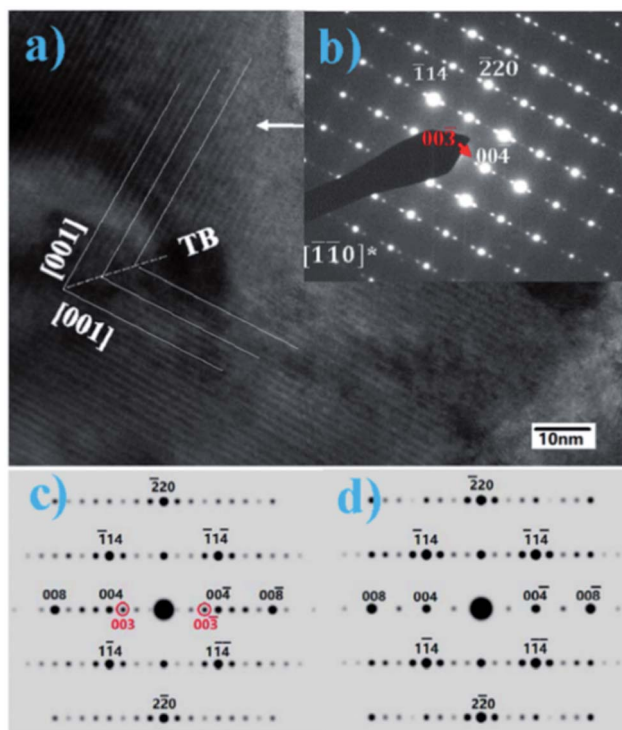 a)
b)
1̄14
2̄20
003̄
004̄
[1̄1̄0]*
[001]
TB
[001]
10nm
c)
2̄20
1̄14 1̄14̄
008 004 004̄ 008̄
003 003̄
11̄4 11̄4̄
22̄0
d)
2̄20
1̄14 1̄14̄
008 004 004̄ 008̄
11̄4 11̄4̄
22̄0